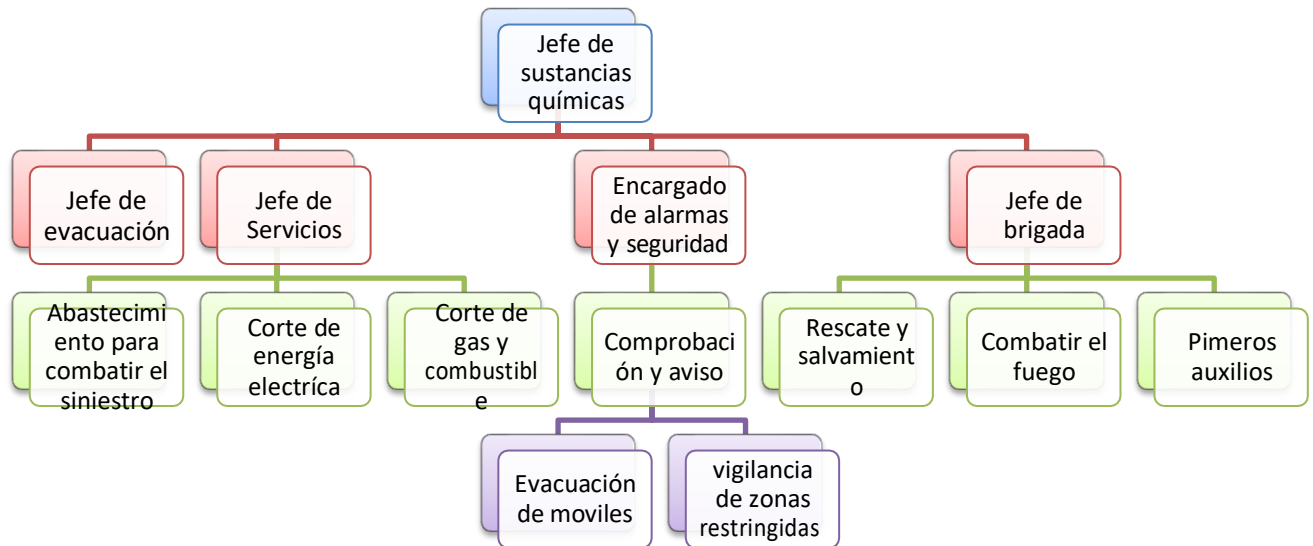 Jefe de
sustancias
químicas
Jefe de
evacuación
Jefe de
Servicios
Encargado
de alarmas
y seguridad
Jefe de
brigada
Abastecimi
ento para
combatir el
siniestro
Corte de
energía
electríca
Corte de
gas y
combustibl
e
Comprobaci
ón y aviso
Rescate y
salvamient
o
Combatir el
fuego
Pimeros
auxilios
Evacuación
de moviles
vigilancia
de zonas
restringidas